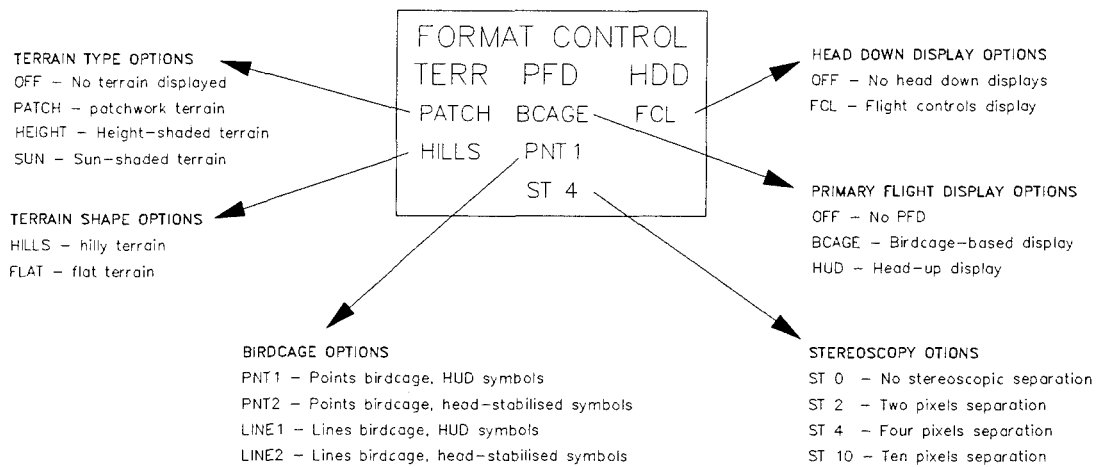 FORMAT CONTROL
TERR PFD HDD
PATCH BCAGE FCL
HILLS PNT1
ST 4
TERRAIN TYPE OPTIONS
OFF – No terrain displayed
PATCH – patchwork terrain
HEIGHT – Height-shaded terrain
SUN – Sun-shaded terrain
TERRAIN SHAPE OPTIONS
HILLS – hilly terrain
FLAT – flat terrain
BIRDCAGE OPTIONS
PNT1 – Points birdcage, HUD symbols
PNT2 – Points birdcage, head-stabilised symbols
LINE1 – Lines birdcage, HUD symbols
LINE2 – Lines birdcage, head-stabilised symbols
HEAD DOWN DISPLAY OPTIONS
OFF – No head down displays
FCL – Flight controls display
PRIMARY FLIGHT DISPLAY OPTIONS
OFF – No PFD
BCAGE – Birdcage-based display
HUD – Head-up display
STEREOSCOPY OTIONS
ST 0 – No stereoscopic separation
ST 2 – Two pixels separation
ST 4 – Four pixels separation
ST 10 – Ten pixels separation